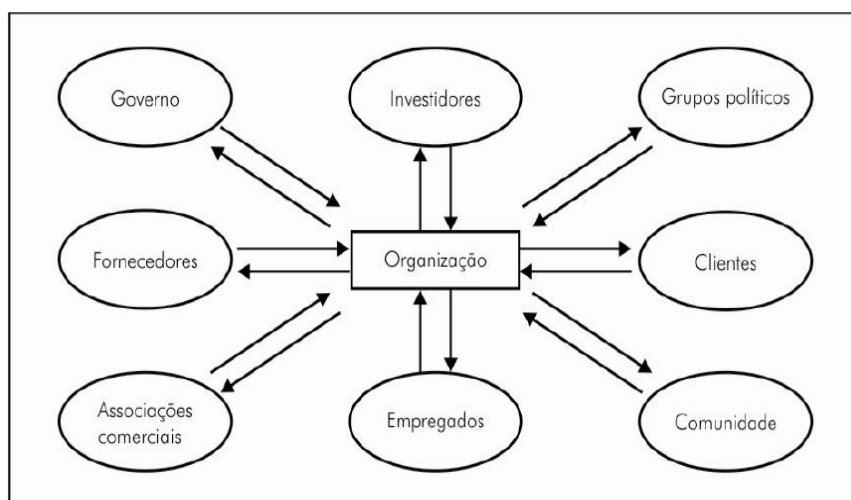 Governo
Investidores
Grupos políticos
Fornecedores
Organização
Clientes
Associações
comerciais
Empregados
Comunidade